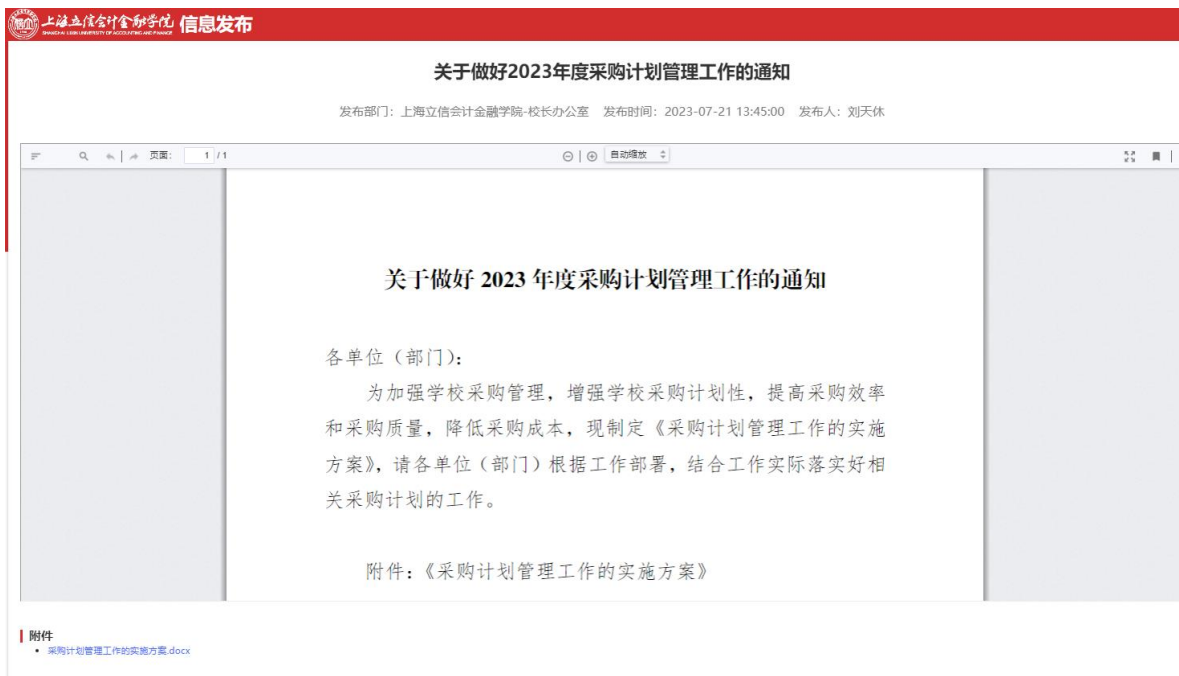 上海立信会计金融学院 信息发布
SHANGHAI LIXIN UNIVERSITY OF ACCOUNTING AND FINANCE
关于做好2023年度采购计划管理工作的通知
发布部门：上海立信会计金融学院-校长办公室 发布时间：2023-07-21 13:45:00 发布人：刘天休
页面： 1 / 1 自动缩放
关于做好 2023 年度采购计划管理工作的通知
各单位（部门）：
为加强学校采购管理，增强学校采购计划性，提高采购效率
和采购质量，降低采购成本，现制定《采购计划管理工作的实施
方案》，请各单位（部门）根据工作部署，结合工作实际落实好相
关采购计划的工作。
附件：《采购计划管理工作的实施方案》
附件
采购计划管理工作的实施方案.docx